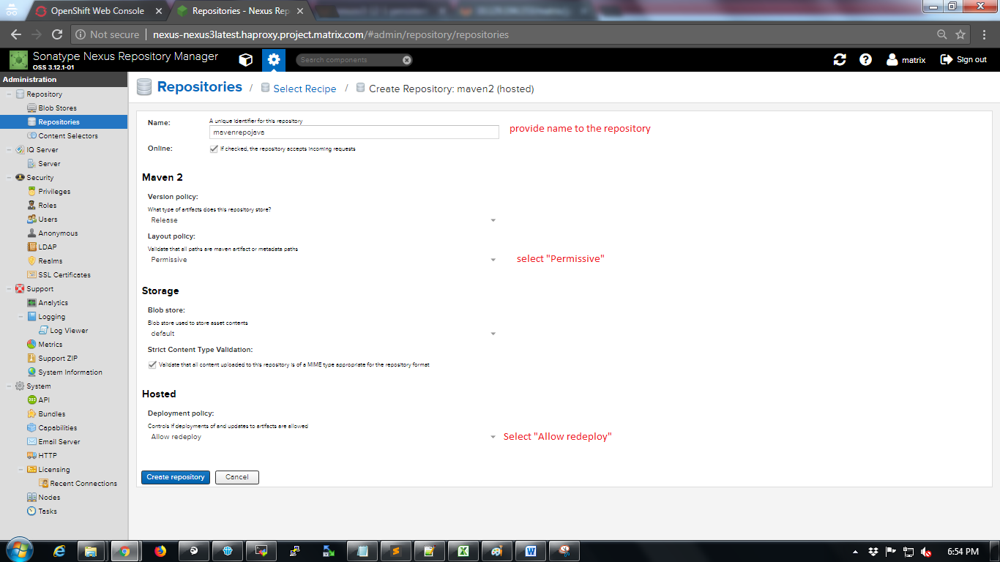 OpenShift Web Console
Repositories - Nexus Rep
Not secure | nexus-nexus3latest.haproxy.project.matrix.com/#admin/repository/repositories
Sonatype Nexus Repository Manager
OSS 3.12.1-01
Search components
matrix
Sign out
Administration
Repository
Blob Stores
Repositories
Content Selectors
IQ Server
Server
Security
Privileges
Roles
Users
Anonymous
LDAP
Realms
SSL Certificates
Support
Analytics
Logging
Log Viewer
Metrics
Support ZIP
System Information
System
API
Bundles
Capabilities
Email Server
HTTP
Licensing
Recent Connections
Nodes
Tasks
Repositories / Select Recipe / Create Repository: maven2 (hosted)
Name:
A unique identifier for this repository
mavenrepojava
provide name to the repository
Online:
If checked, the repository accepts incoming requests
Maven 2
Version policy:
What type of artifacts does this repository store?
Release
Layout policy:
Validate that all paths are maven artifact or metadata paths
Permissive
select "Permissive"
Storage
Blob store:
Blob store used to store asset contents
default
Strict Content Type Validation:
Validate that all content uploaded to this repository is of a MIME type appropriate for the repository format
Hosted
Deployment policy:
Controls if deployments of and updates to artifacts are allowed
Allow redeploy
Select "Allow redeploy"
Create repository
Cancel
6:54 PM